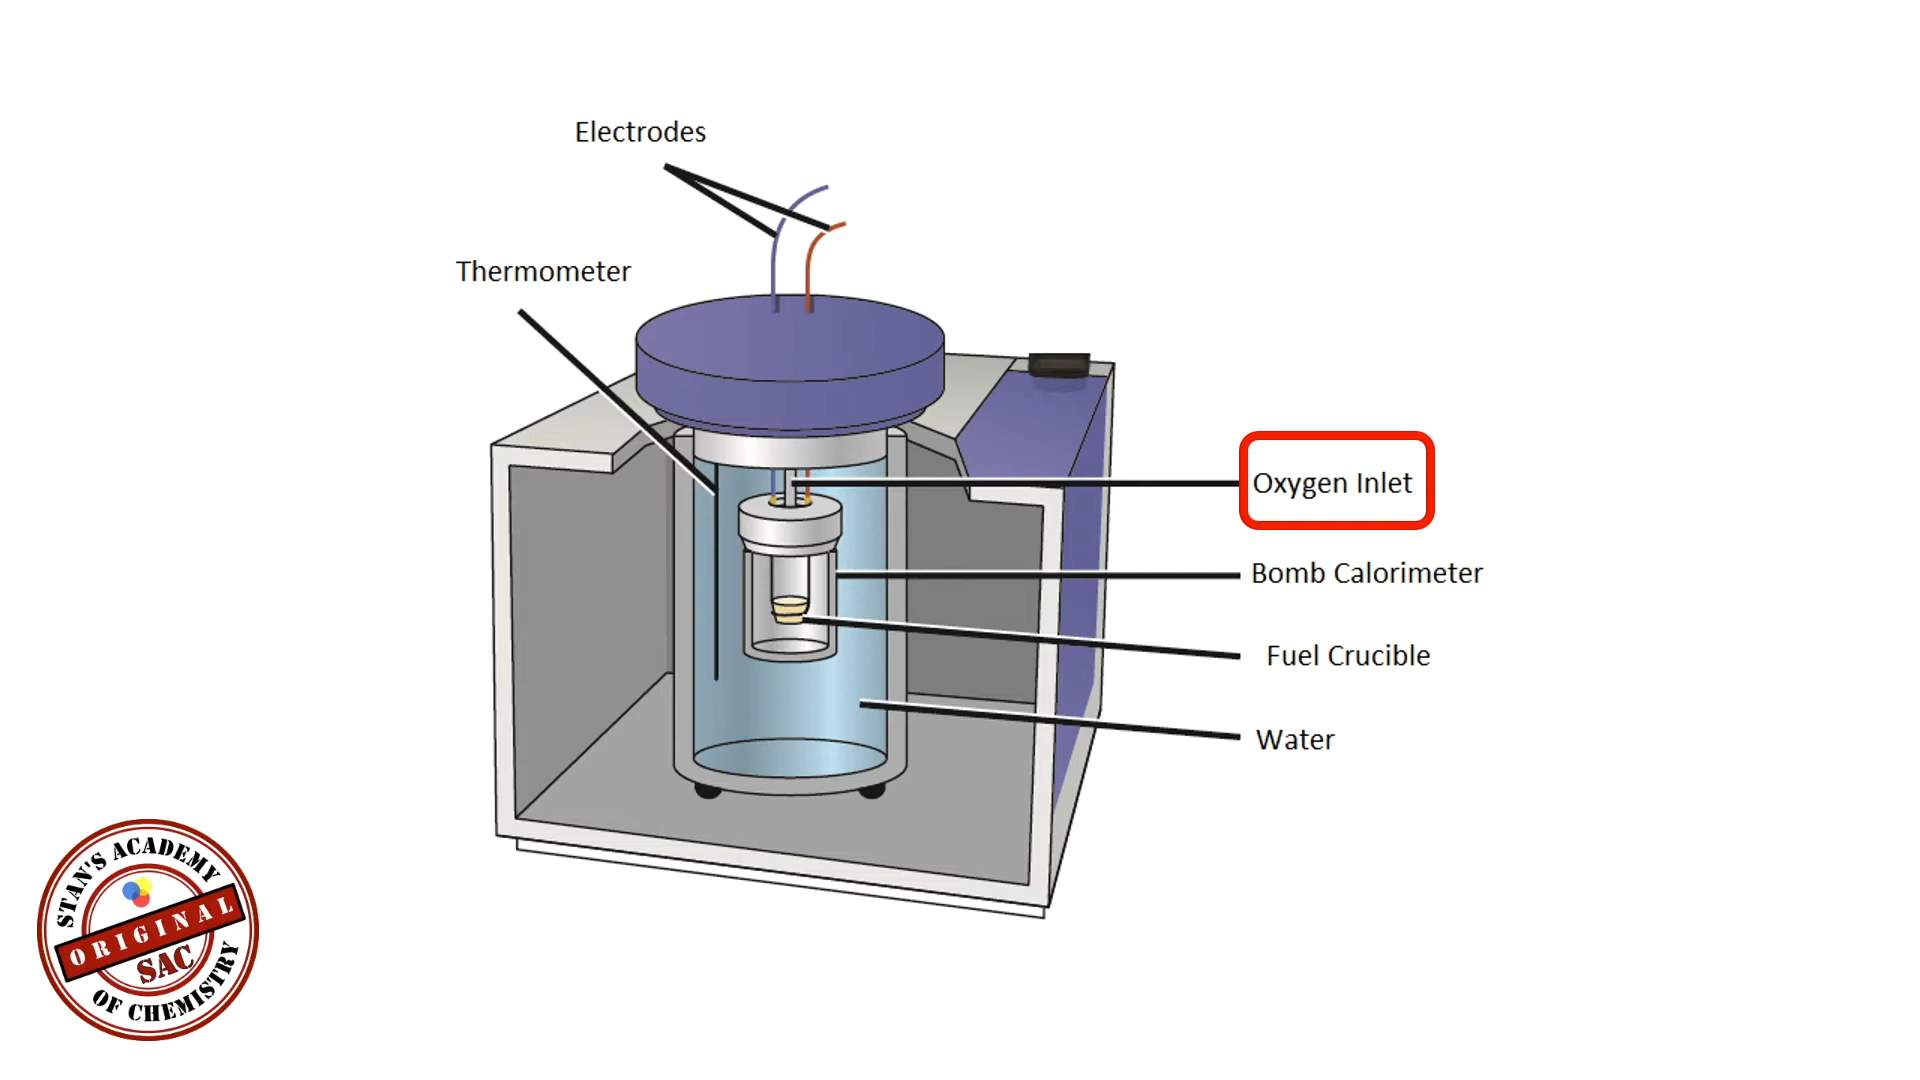 Electrodes
Thermometer
Oxygen Inlet
Bomb Calorimeter
Fuel Crucible
Water
STAN'S ACADEMY
ORIGINAL
SAC
OF CHEMISTRY